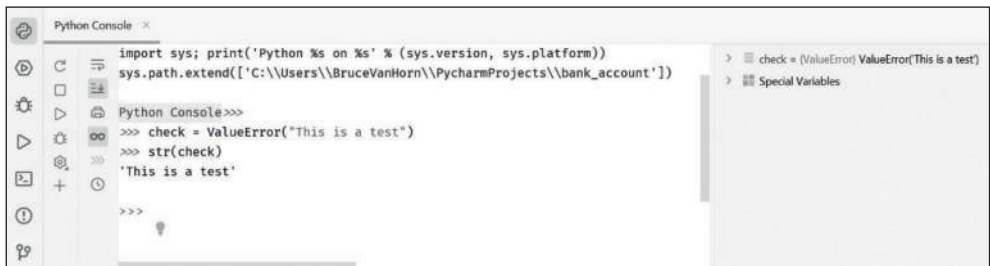 Python Console ×
import sys; print('Python %s on %s' % (sys.version, sys.platform))
sys.path.extend(['C:\\Users\\BruceVanHorn\\PycharmProjects\\bank_account'])
Python Console>>>
>>> check = ValueError("This is a test")
>>> str(check)
'This is a test'
>>>
check = {ValueError} ValueError('This is a test')
Special Variables